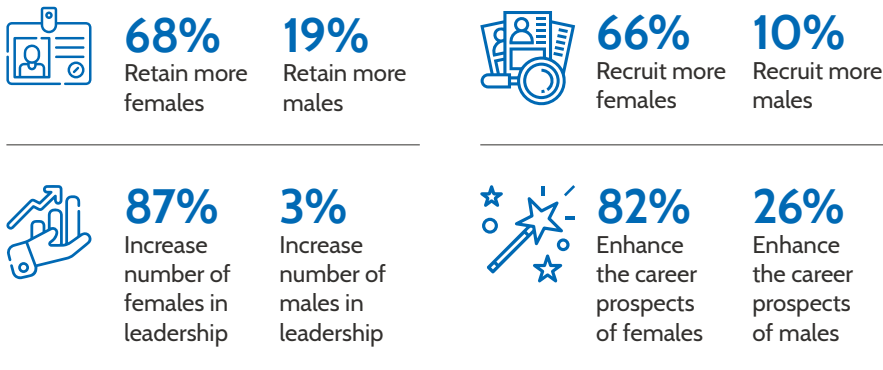 68%
Retain more
females
19%
Retain more
males
66%
Recruit more
females
10%
Recruit more
males
87%
Increase
number of
females in
leadership
3%
Increase
number of
males in
leadership
82%
Enhance
the career
prospects
of females
26%
Enhance
the career
prospects
of males